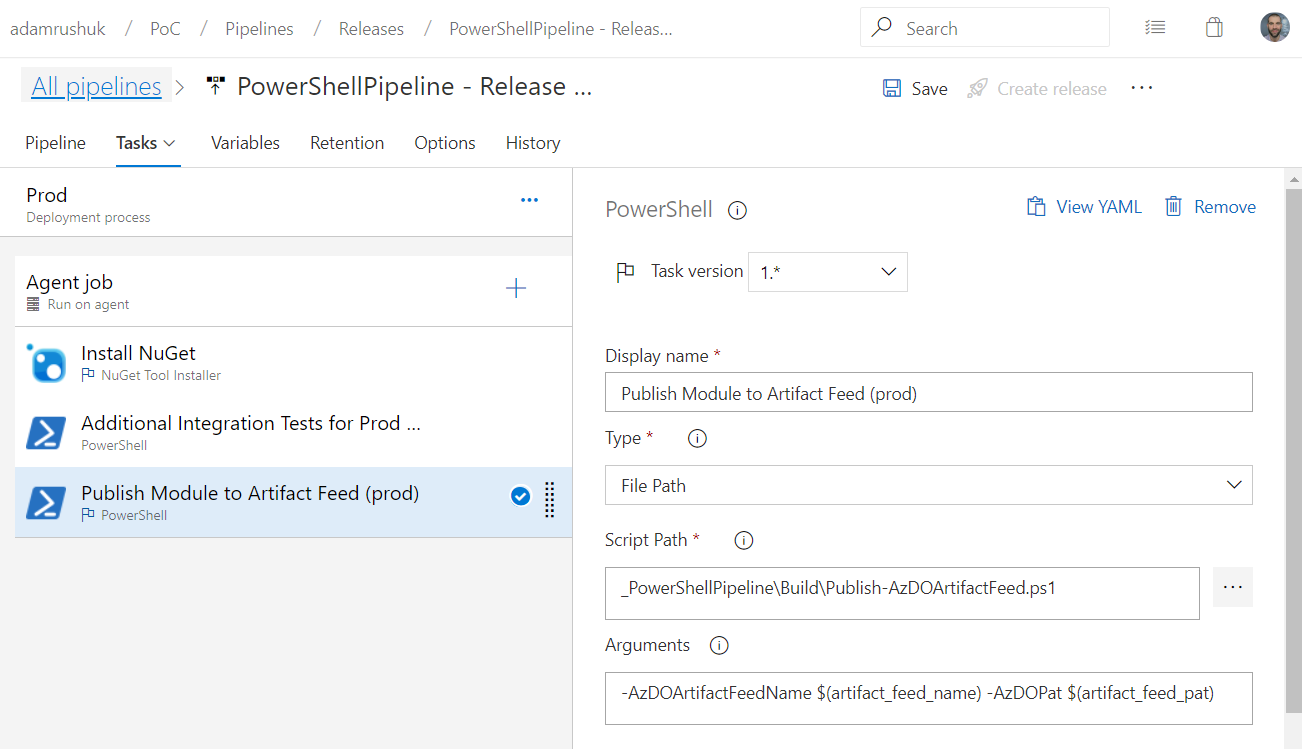 adamrushuk / PoC / Pipelines / Releases / PowerShellPipeline - Releas...
Search
All pipelines > PowerShellPipeline - Release ...
Save Create release ...
Pipeline Tasks Variables Retention Options History
Prod
Deployment process
Agent job
Run on agent
Install NuGet
NuGet Tool Installer
Additional Integration Tests for Prod ...
PowerShell
Publish Module to Artifact Feed (prod)
PowerShell
PowerShell
View YAML Remove
Task version 1.*
Display name *
Publish Module to Artifact Feed (prod)
Type *
File Path
Script Path *
_PowerShellPipeline\Build\Publish-AzDOArtifactFeed.ps1
...
Arguments
-AzDOArtifactFeedName $(artifact_feed_name) -AzDOPat $(artifact_feed_pat)